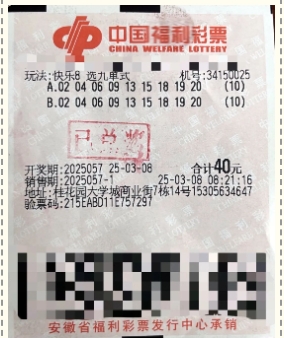 中国福利彩票
CHINA WELFARE LOTTERY
玩法:快乐8 选九单式 机号:34150025
A.02 04 06 09 13 15 18 19 20 (10)
B.02 04 06 09 13 15 18 19 20 (10)
已兑奖
开奖期:2025057 25-03-08 合计40元
销售期:2025057-1 25-03-08 08:21:16
地址:桂花园大学城商业街7栋14号15305634647
验票码:215EABD11E757297
安徽省福利彩票发行中心承销